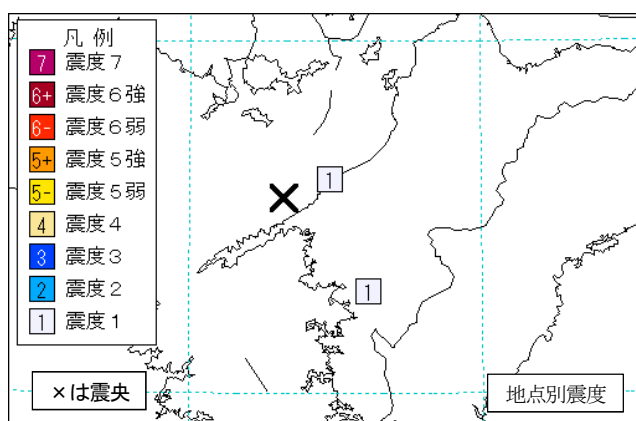 凡 例
7 震度７
6+ 震度６強
6- 震度６弱
5+ 震度５強
5- 震度５弱
4 震度４
3 震度３
2 震度２
1 震度１
1
1
×は震央
地点別震度